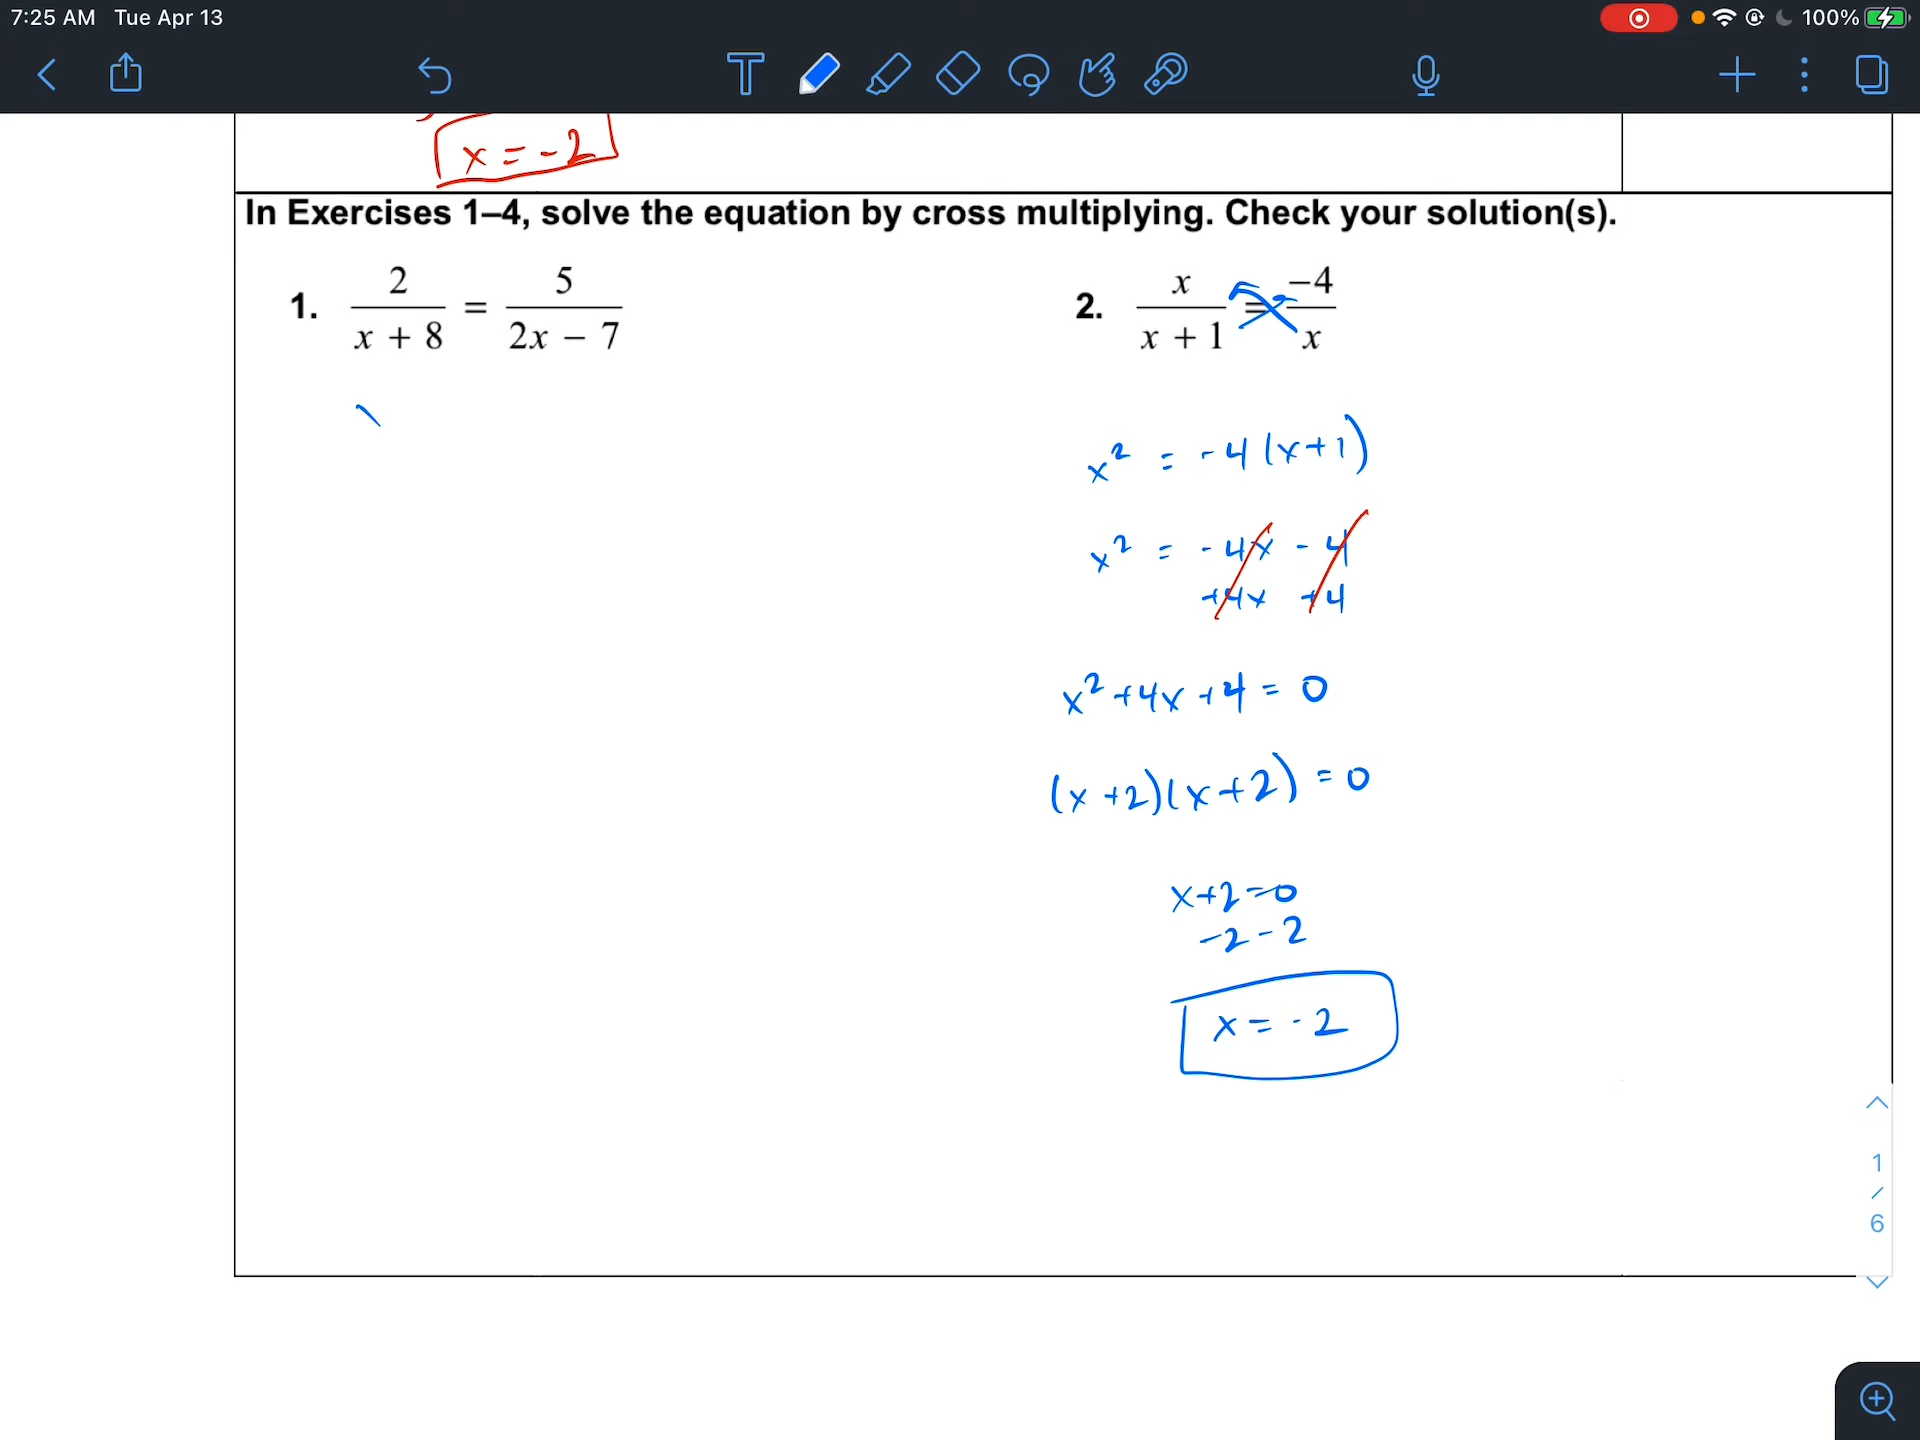 7:25 AM Tue Apr 13
100%
x = -2
In Exercises 1–4, solve the equation by cross multiplying. Check your solution(s).
1. 2/(x + 8) = 5/(2x − 7)
2. x/(x + 1) = −4/x
x² = -4(x+1)
x² = -4x - 4
+4x +4
x² +4x +4 = 0
(x +2)(x+2) = 0
x+2=0
-2 -2
x = -2
1
/
6